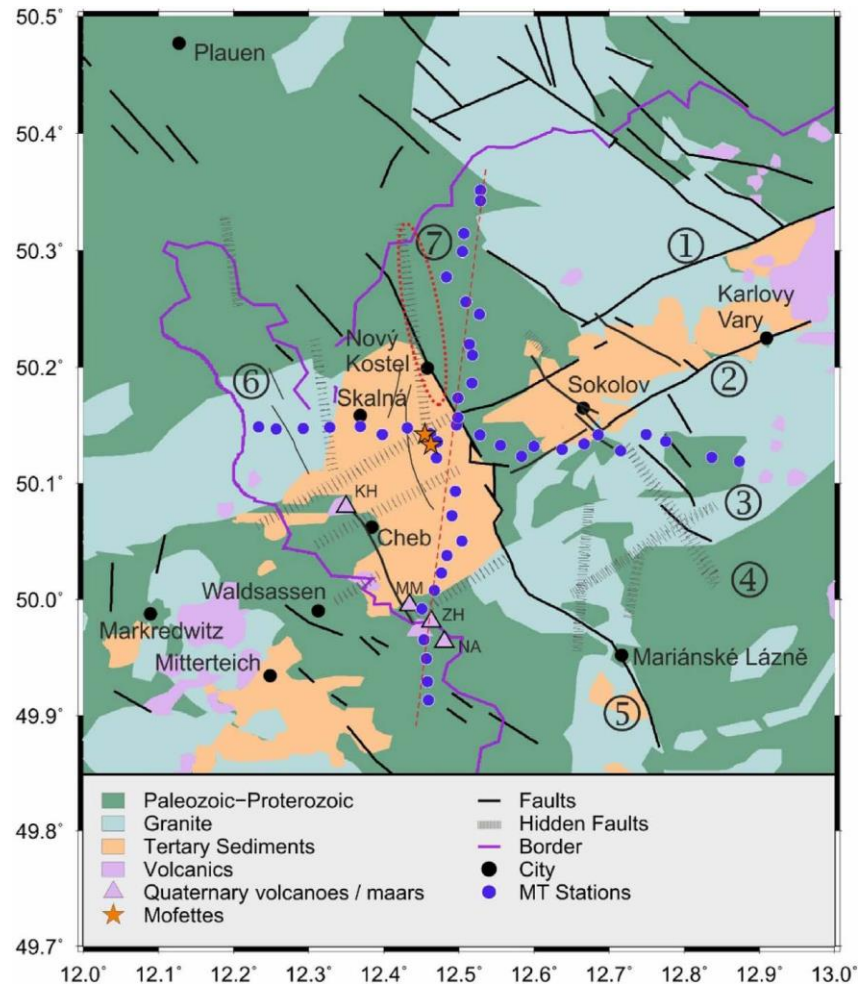 50.5°
50.4°
50.3°
50.2°
50.1°
50.0°
49.9°
49.8°
49.7°
Plauen
①
⑦
Karlovy
Vary
Nový
Kostel
⑥
Skalná
Sokolov
②
KH
Cheb
③
MM
④
Waldsassen
ZH
Markredwitz
NA
Mitterteich
Mariánské Lázně
⑤
Paleozoic–Proterozoic
Granite
Tertary Sediments
Volcanics
Quaternary volcanoes / maars
Mofettes
Faults
Hidden Faults
Border
City
MT Stations
12.0° 12.1° 12.2° 12.3° 12.4° 12.5° 12.6° 12.7° 12.8° 12.9° 13.0°